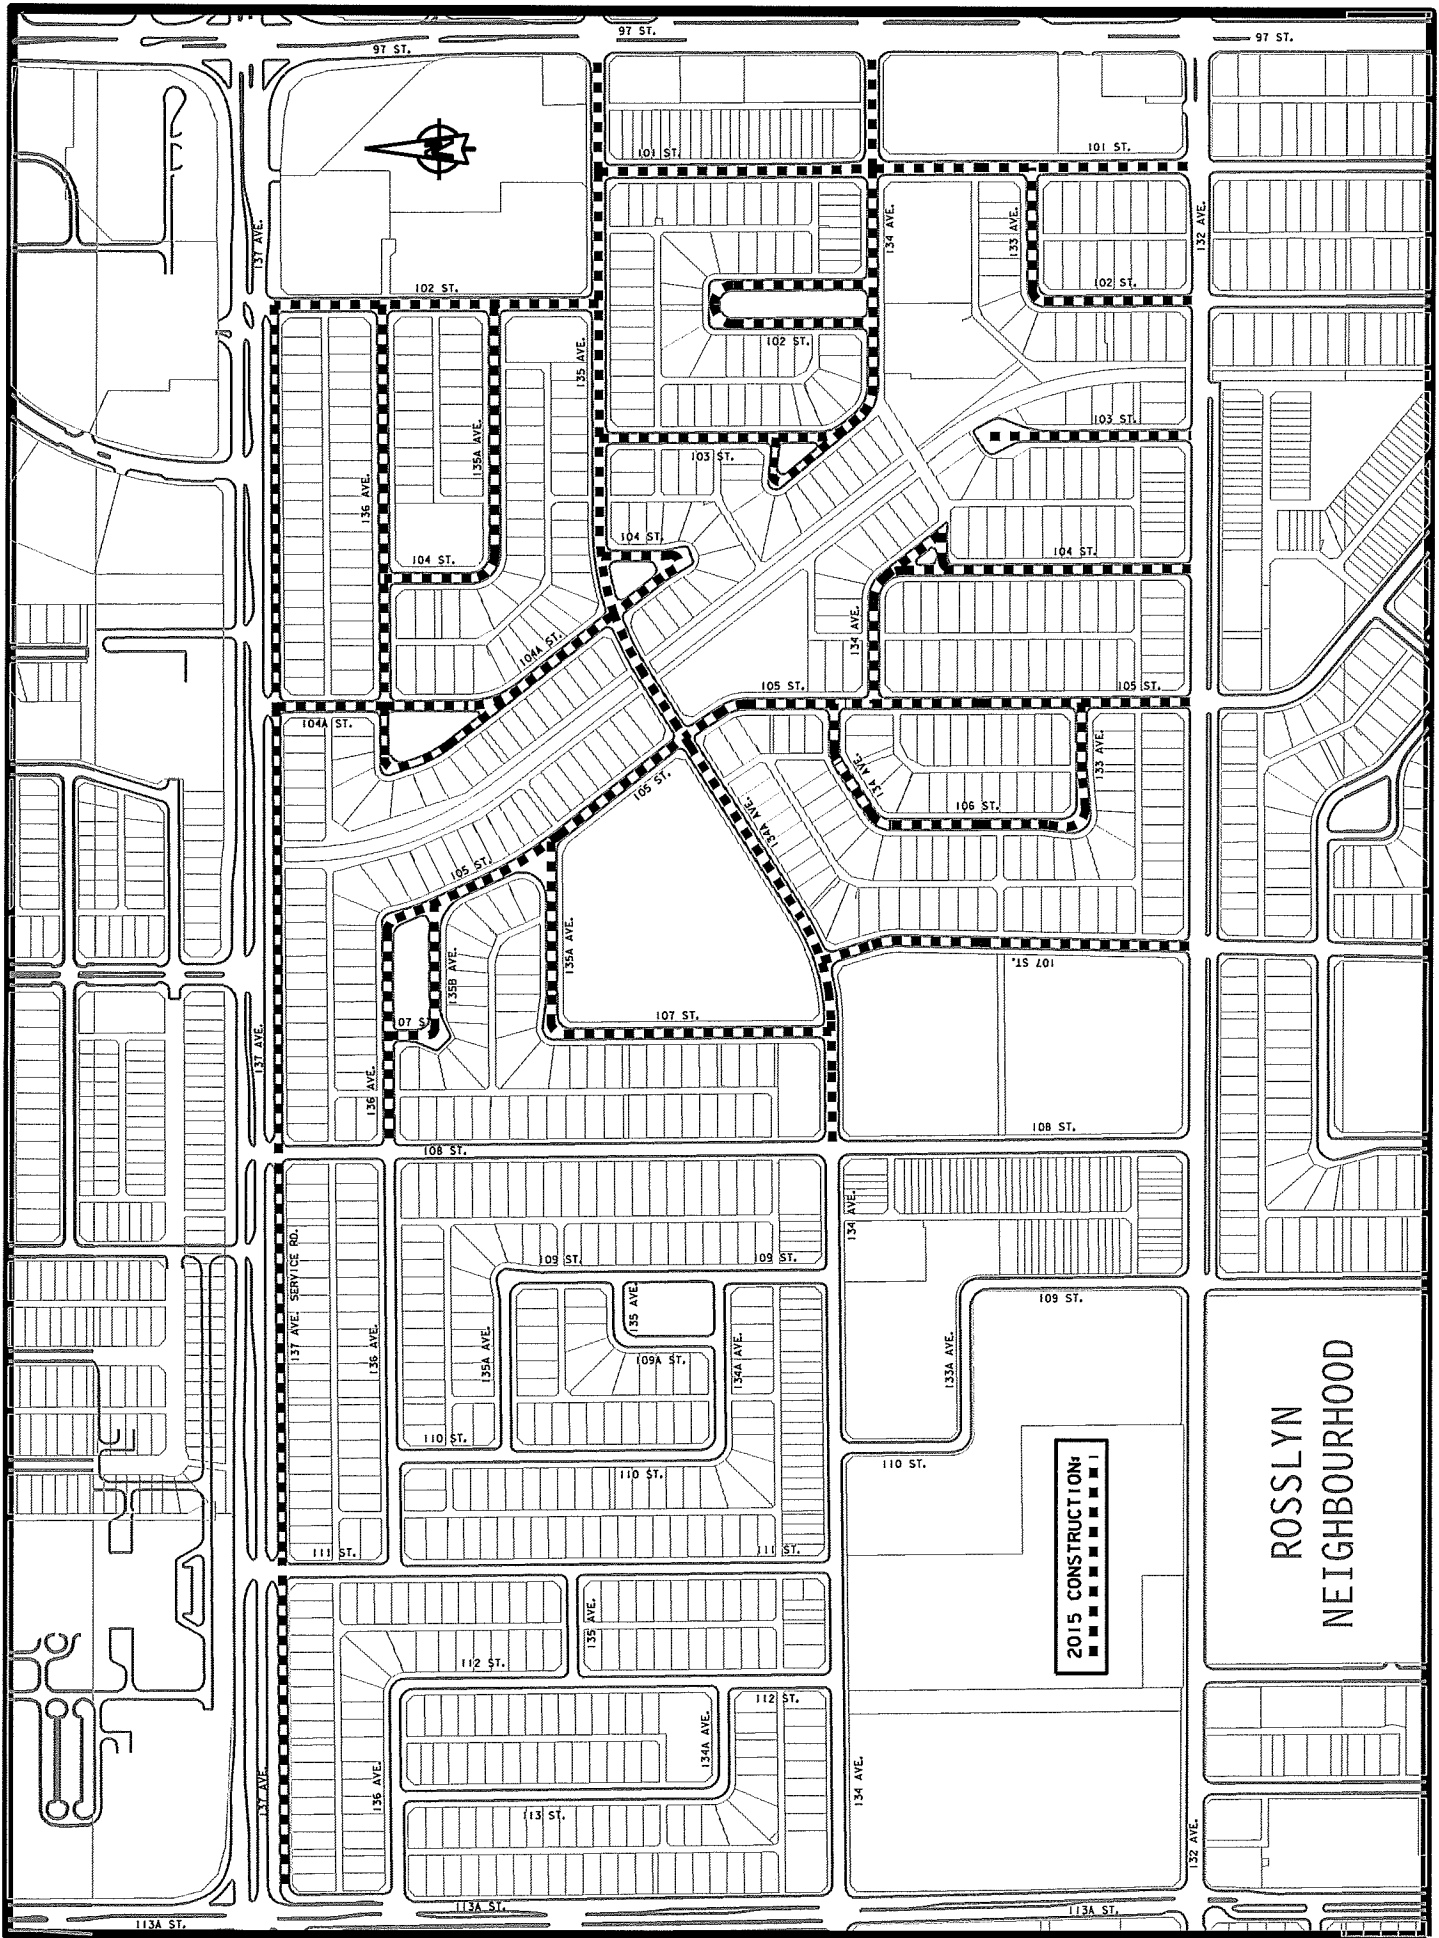 97 ST.
97 ST.
97 ST.
N
101 ST.
101 ST.
137 AVE.
134 AVE.
133 AVE.
132 AVE.
102 ST.
102 ST.
102 ST.
135 AVE.
136 AVE.
135A AVE.
103 ST.
103 ST.
104 ST.
104 ST.
104 ST.
104A ST.
134 AVE.
105 ST.
105 ST.
104A ST.
105 ST.
134A AVE.
134 AVE.
133 AVE.
106 ST.
105 ST.
135B AVE.
135A AVE.
107 ST.
107 ST.
07 S
137 AVE.
136 AVE.
108 ST.
108 ST.
137 AVE. SERVICE RD.
136 AVE.
109 ST.
109 ST.
134 AVE.
135 AVE.
109 ST.
135A AVE.
109A ST.
134A AVE.
133A AVE.
110 ST.
110 ST.
110 ST.
2015 CONSTRUCTION:
ROSSLYN
NEIGHBOURHOOD
111 ST.
111 ST.
135 AVE.
112 ST.
112 ST.
134A AVE.
137 AVE.
136 AVE.
134 AVE.
113 ST.
132 AVE.
113A ST.
113A ST.
113A ST.